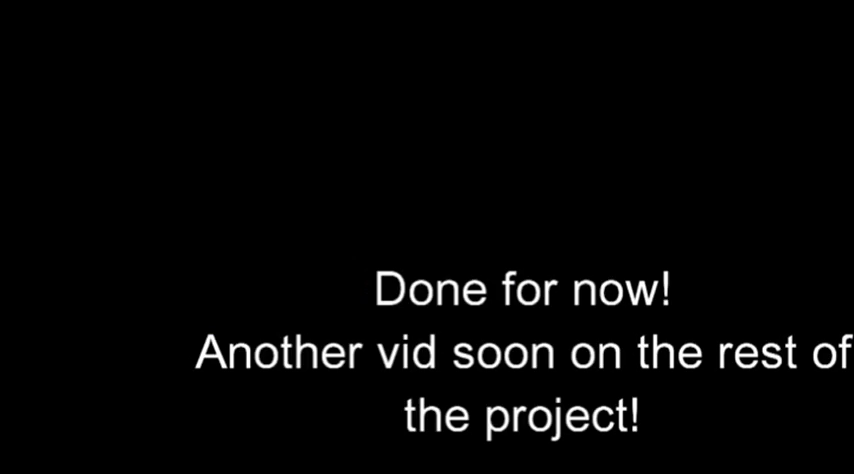 Done for now!
Another vid soon on the rest of
the project!